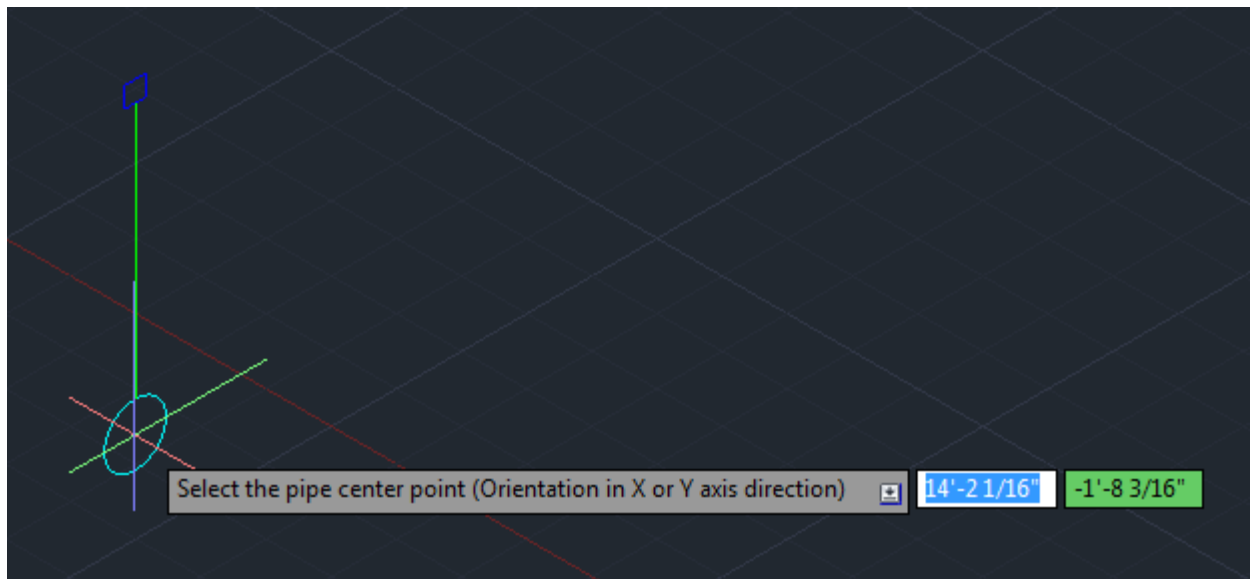 Select the pipe center point (Orientation in X or Y axis direction) 14'-2 1/16" -1'-8 3/16"